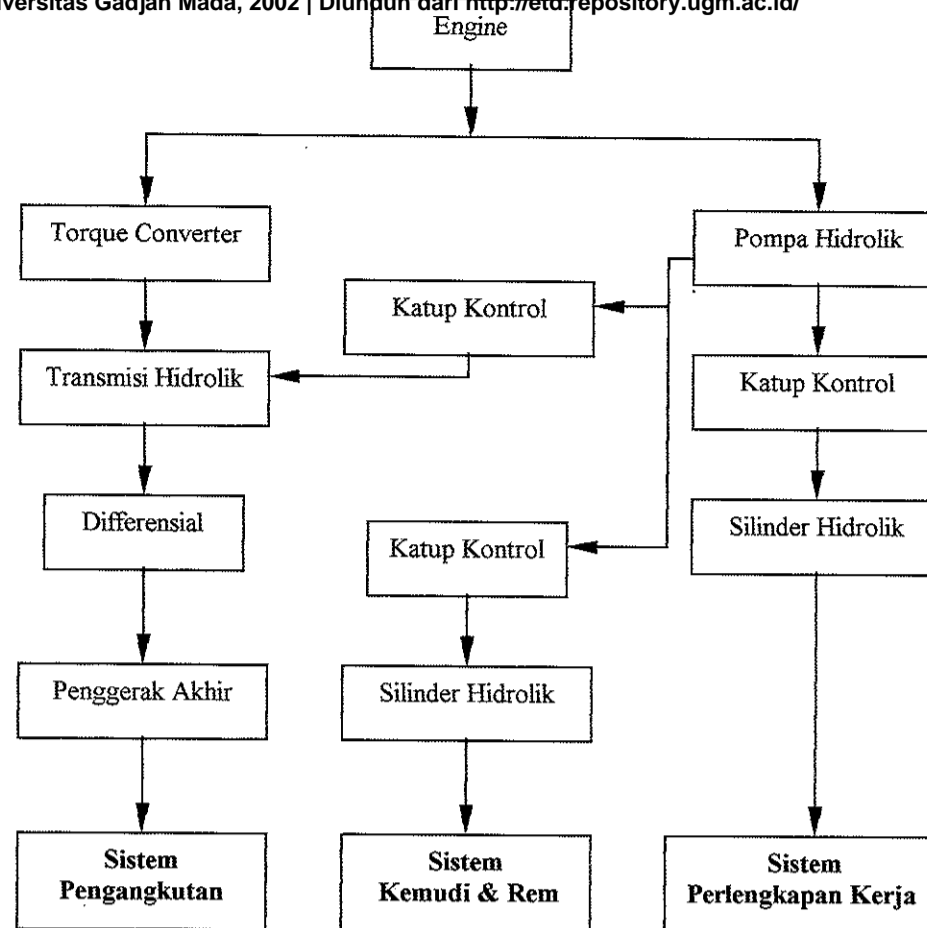 versitas Gadjah Mada, 2002 | Diunduh dari http://etd.repository.ugm.ac.id/
Engine
Torque Converter
Pompa Hidrolik
Katup Kontrol
Transmisi Hidrolik
Katup Kontrol
Differensial
Katup Kontrol
Silinder Hidrolik
Penggerak Akhir
Silinder Hidrolik
Sistem
Pengangkutan
Sistem
Kemudi & Rem
Sistem
Perlengkapan Kerja